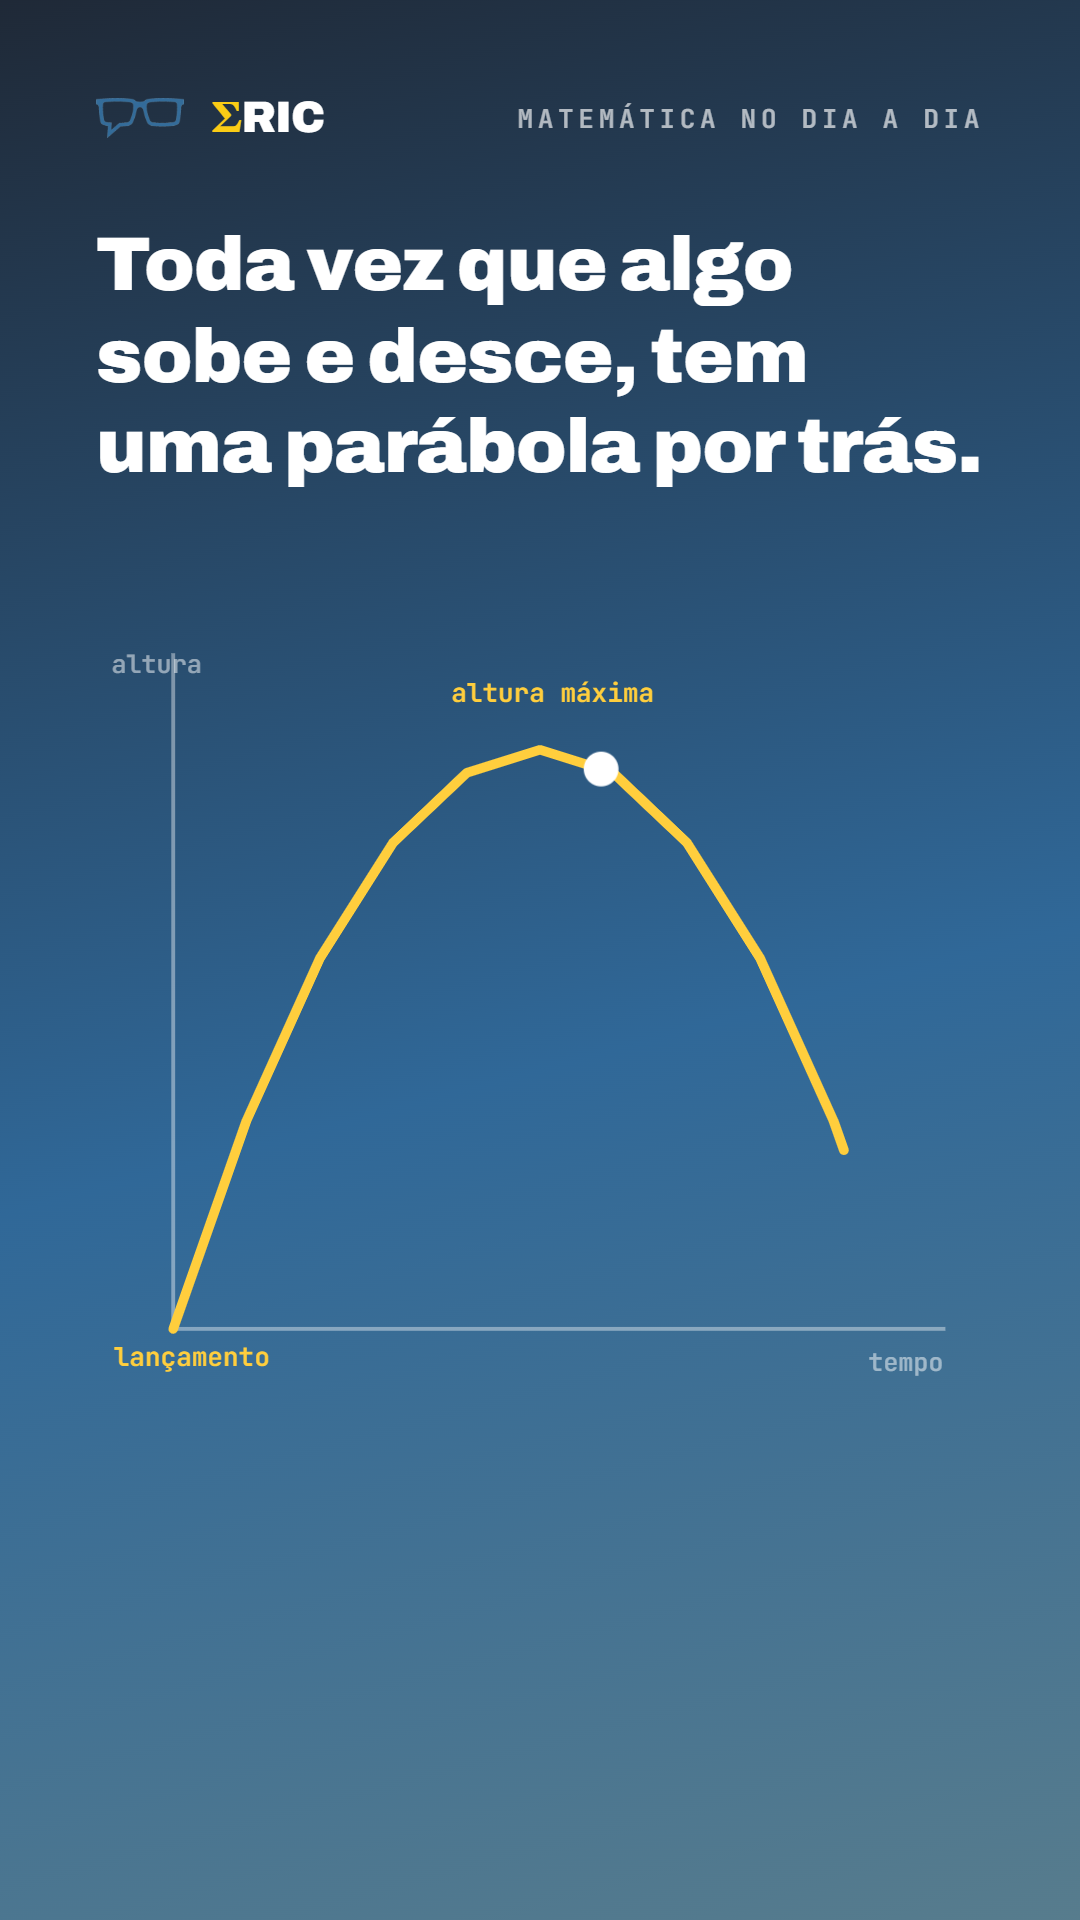 ΣRIC
MATEMÁTICA NO DIA A DIA
Toda vez que algo
sobe e desce, tem
uma parábola por trás.
altura
altura máxima
lançamento
tempo